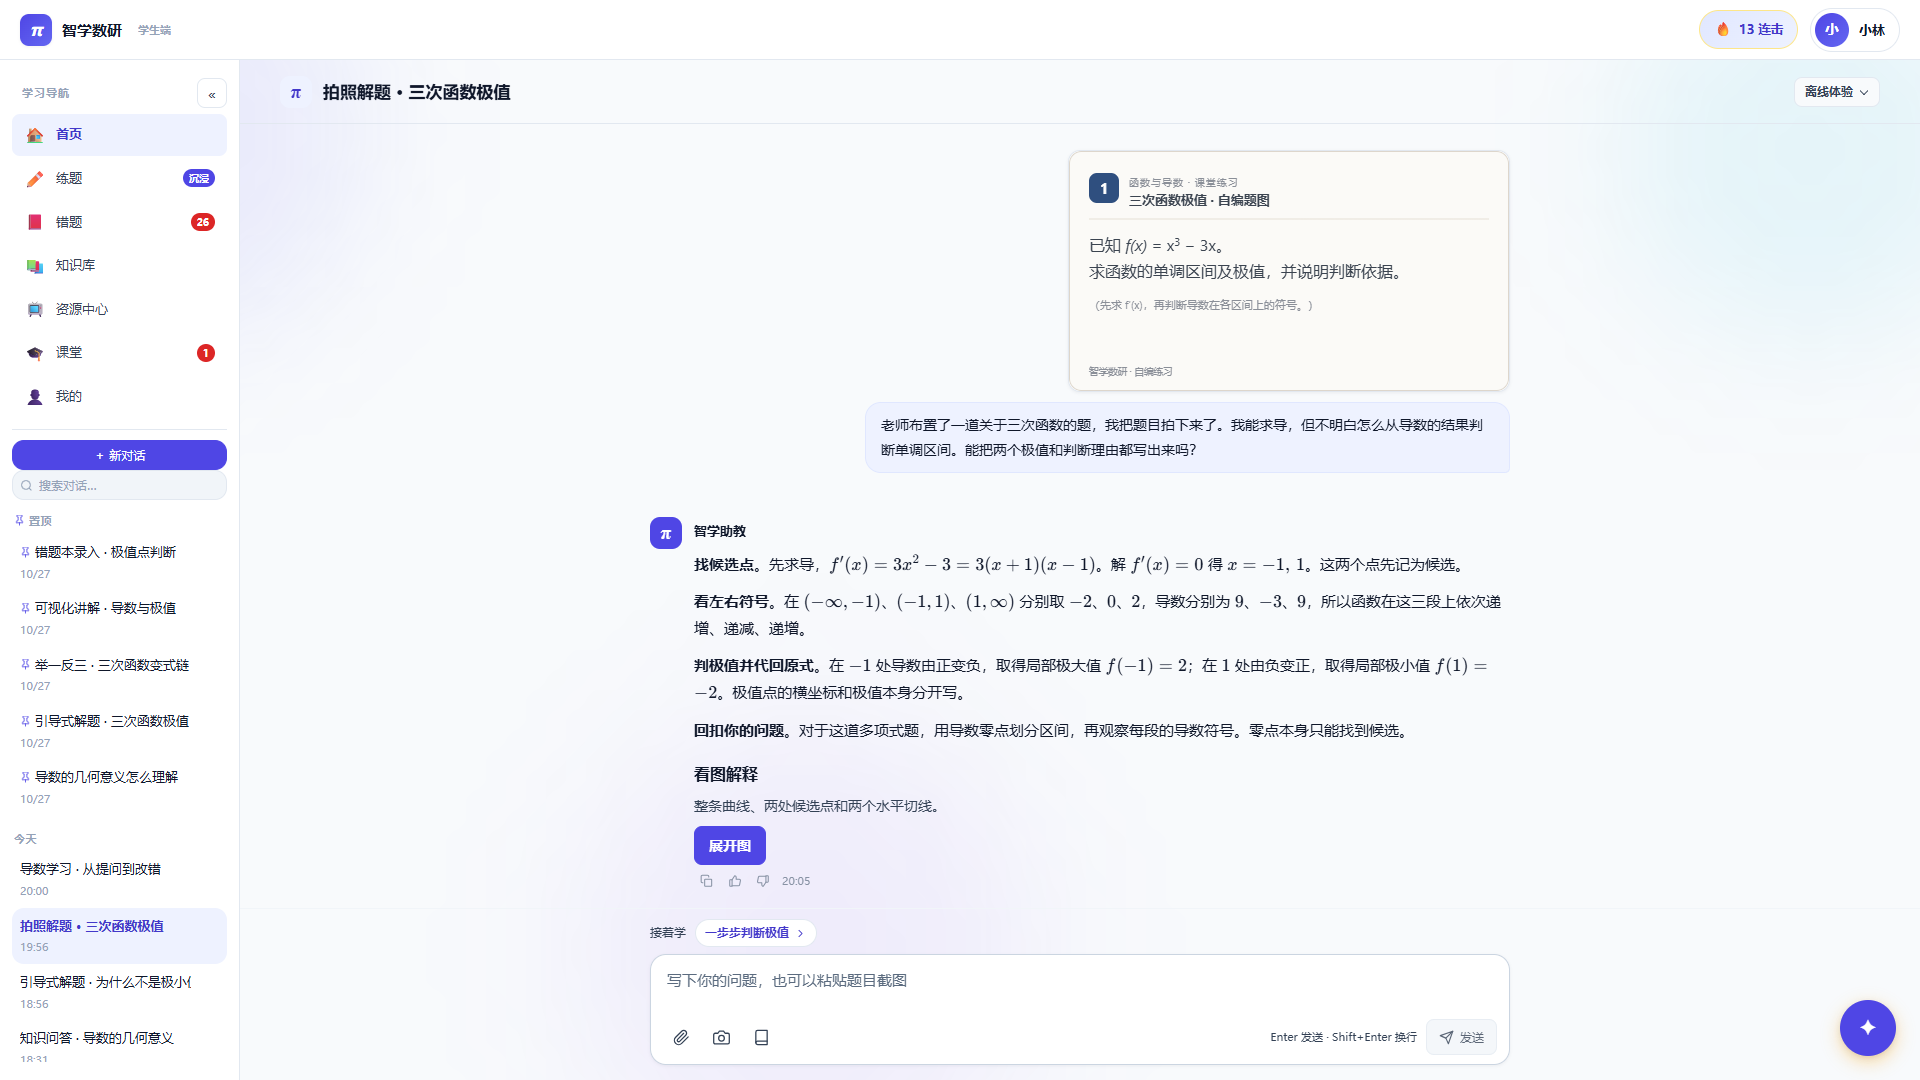 π 智学数研 学生端
13 连击
小 小林
学习导航 «
首页
练题 沉浸
错题 26
知识库
资源中心
课堂 1
我的
+ 新对话
搜索对话...
置顶
错题本录入 · 极值点判断
10/27
可视化讲解 · 导数与极值
10/27
举一反三 · 三次函数变式链
10/27
引导式解题 · 三次函数极值
10/27
导数的几何意义怎么理解
10/27
今天
导数学习 · 从提问到改错
20:00
拍照解题 • 三次函数极值
19:56
引导式解题 · 为什么不是极小
18:56
知识问答 · 导数的几何意义
18:31
π 拍照解题 • 三次函数极值
离线体验
1
函数与导数 · 课堂练习
三次函数极值 · 自编题图
已知 f(x) = x³ − 3x。
求函数的单调区间及极值，并说明判断依据。
（先求 f′(x)，再判断导数在各区间上的符号。）
智学数研 · 自编练习
老师布置了一道关于三次函数的题，我把题目拍下来了。我能求导，但不明白怎么从导数的结果判
断单调区间。能把两个极值和判断理由都写出来吗？
π 智学助教
找候选点。先求导，f′(x) = 3x² − 3 = 3(x + 1)(x − 1)。解 f′(x) = 0 得 x = −1, 1。这两个点先记为候选。
看左右符号。在 (−∞, −1)、(−1, 1)、(1, ∞) 分别取 −2、0、2，导数分别为 9、−3、9，所以函数在这三段上依次递
增、递减、递增。
判极值并代回原式。在 −1 处导数由正变负，取得局部极大值 f(−1) = 2；在 1 处由负变正，取得局部极小值 f(1) =
−2。极值点的横坐标和极值本身分开写。
回扣你的问题。对于这道多项式题，用导数零点划分区间，再观察每段的导数符号。零点本身只能找到候选。
看图解释
整条曲线、两处候选点和两个水平切线。
展开图
20:05
接着学 一步步判断极值 ›
写下你的问题，也可以粘贴题目截图
Enter 发送 · Shift+Enter 换行 发送